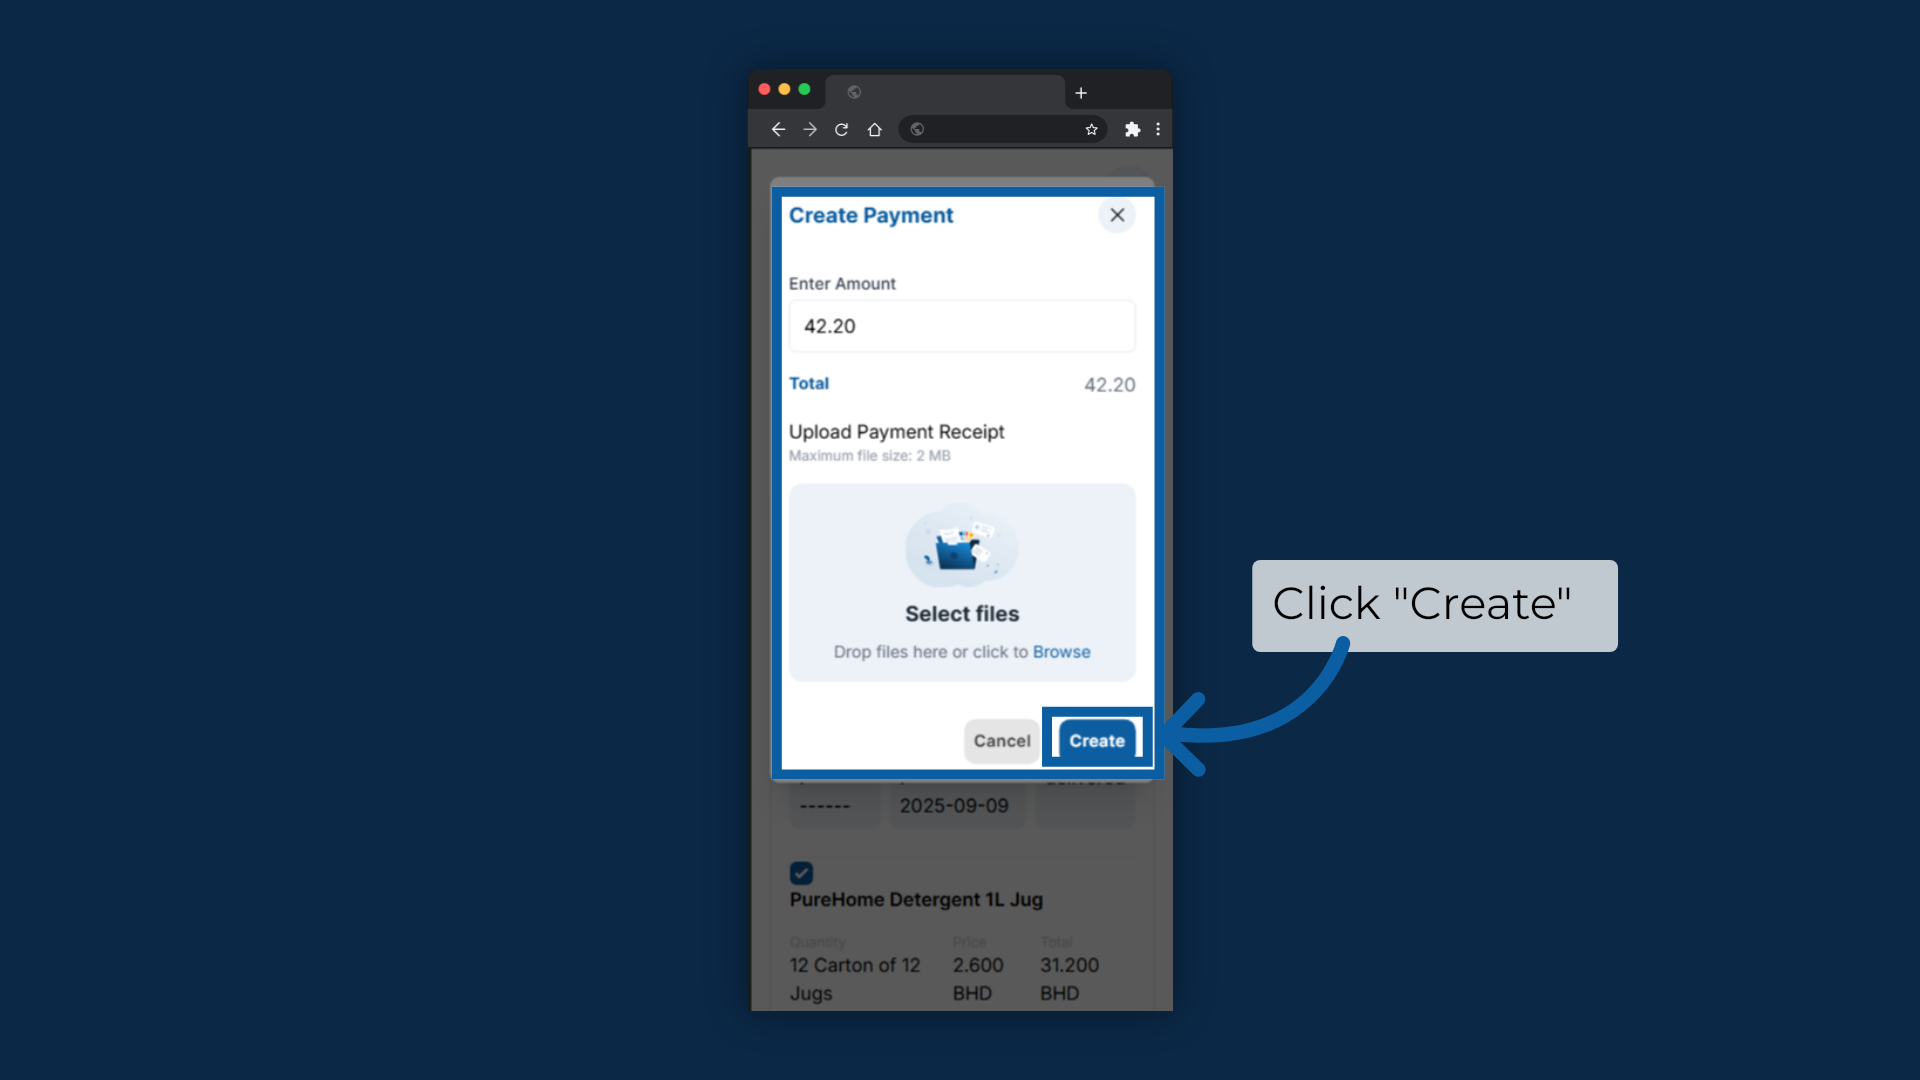 Create Payment
Enter Amount
42.20
Total 42.20
Upload Payment Receipt
Maximum file size: 2 MB
Select files
Drop files here or click to Browse
Cancel Create
Click "Create"
------ 2025-09-09
PureHome Detergent 1L Jug
Quantity Price Total
12 Carton of 12 2.600 31.200
Jugs BHD BHD